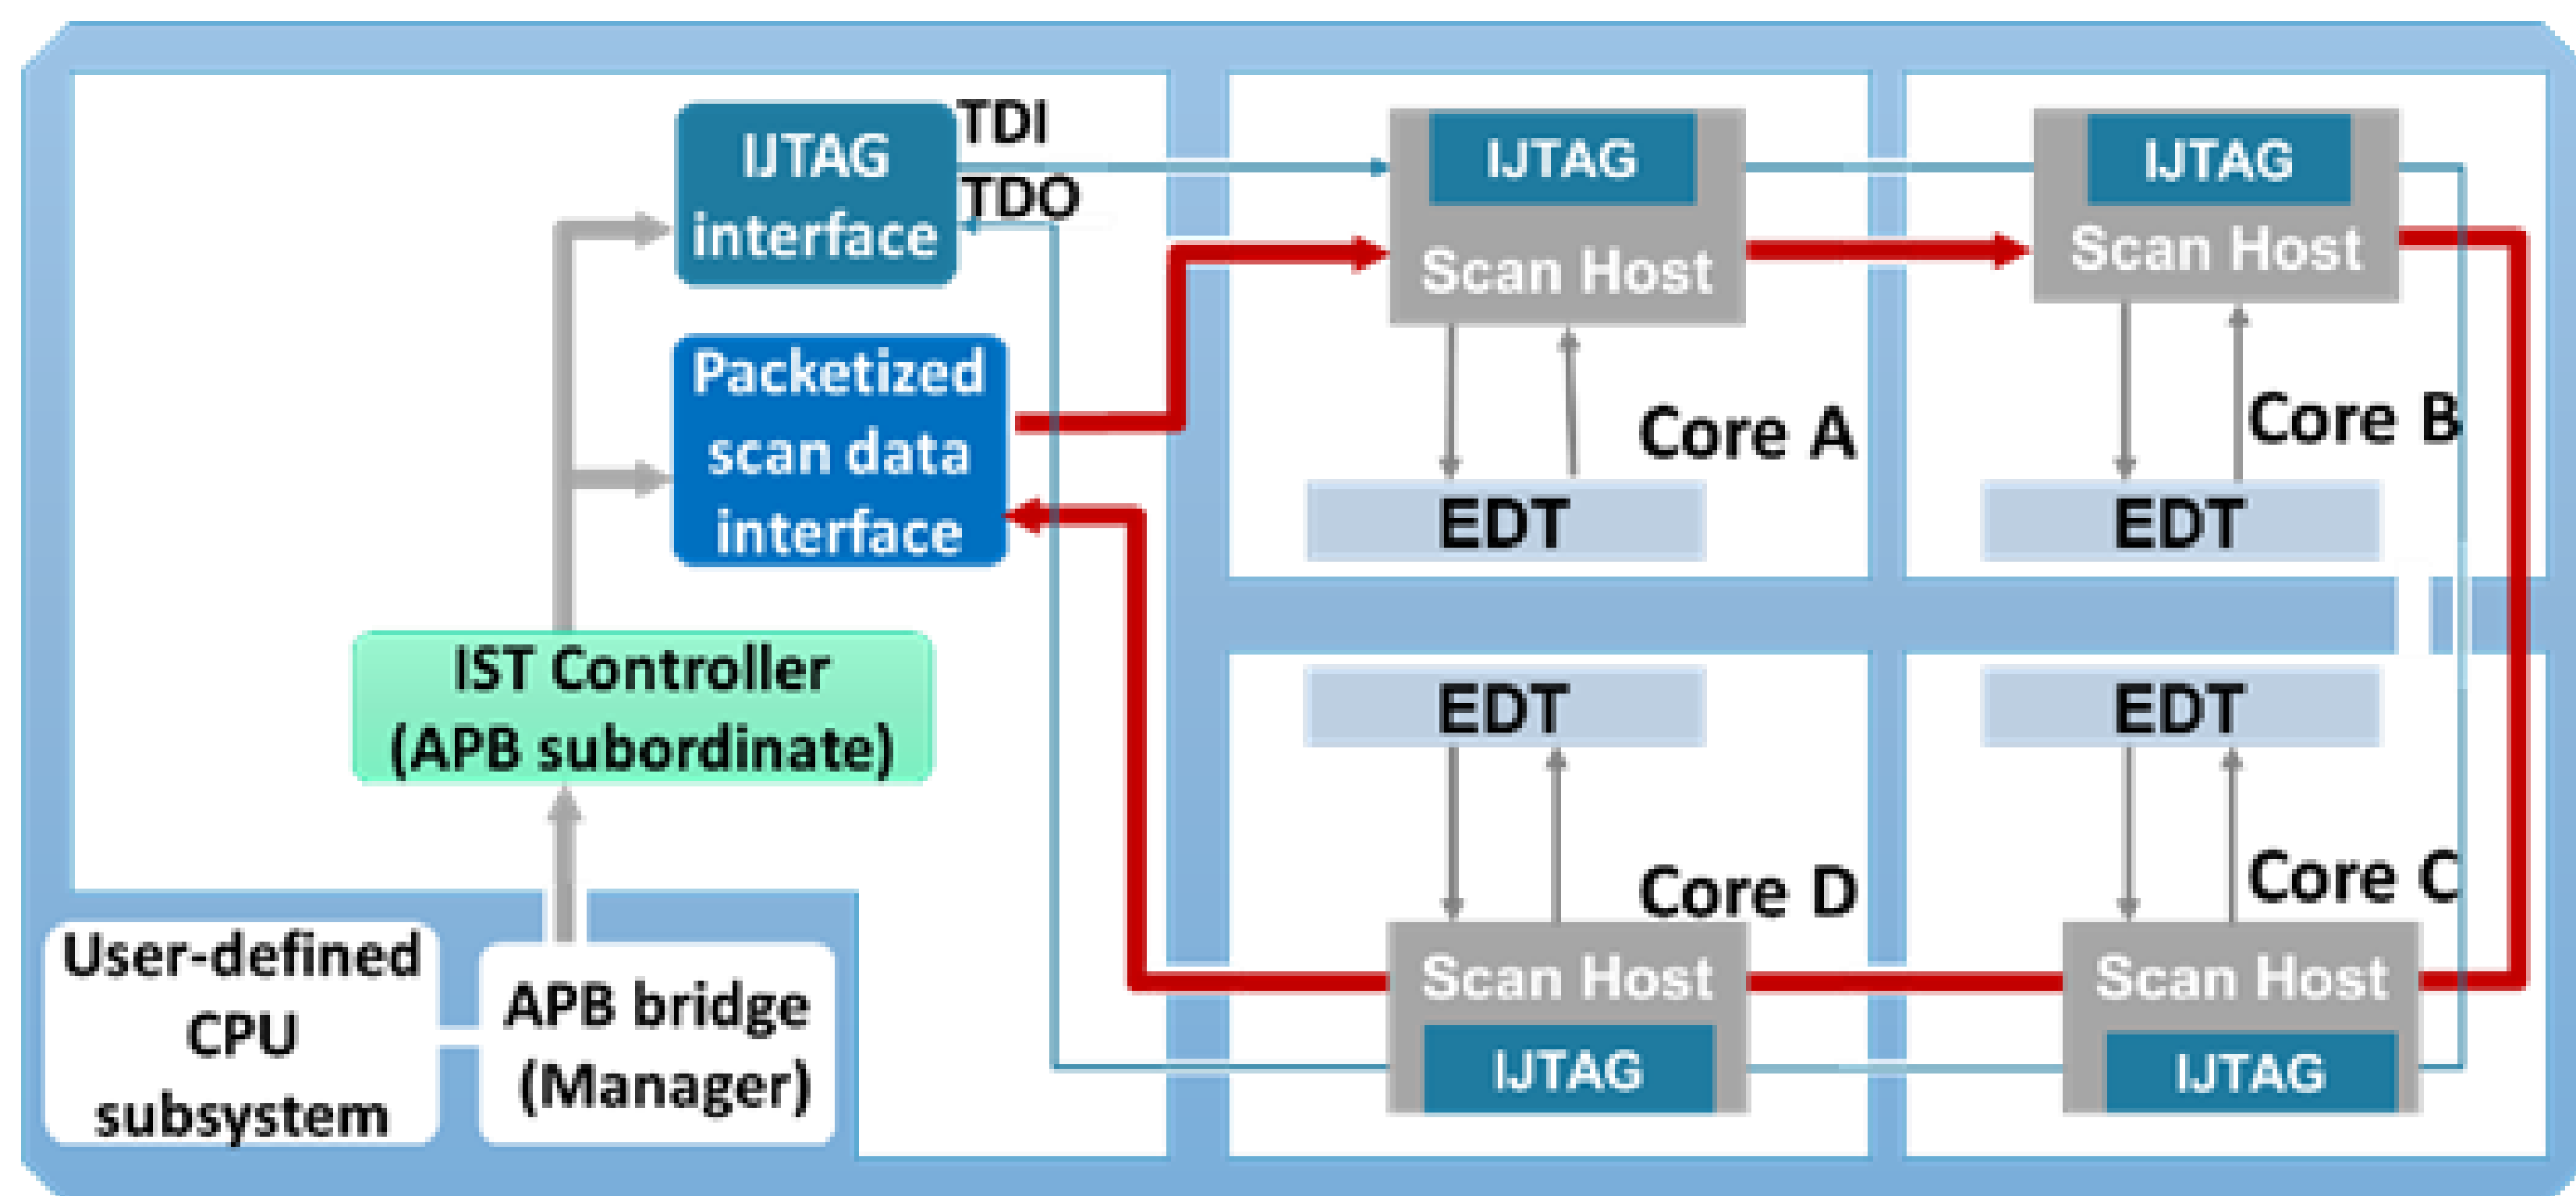 IJTAG
interface
TDI
TDO
Packetized
scan data
interface
IST Controller
(APB subordinate)
User-defined
CPU
subsystem
APB bridge
(Manager)
IJTAG
Scan Host
Core A
EDT
IJTAG
Scan Host
Core B
EDT
EDT
Core D
Scan Host
IJTAG
EDT
Core C
Scan Host
IJTAG